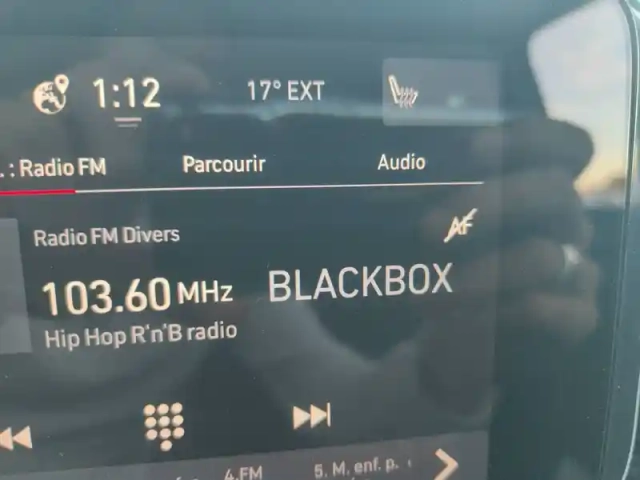 1:12 17° EXT
.: Radio FM Parcourir Audio
Radio FM Divers AF
103.60 MHz BLACKBOX
Hip Hop R'n'B radio
4.FM 5. M. enf. p.